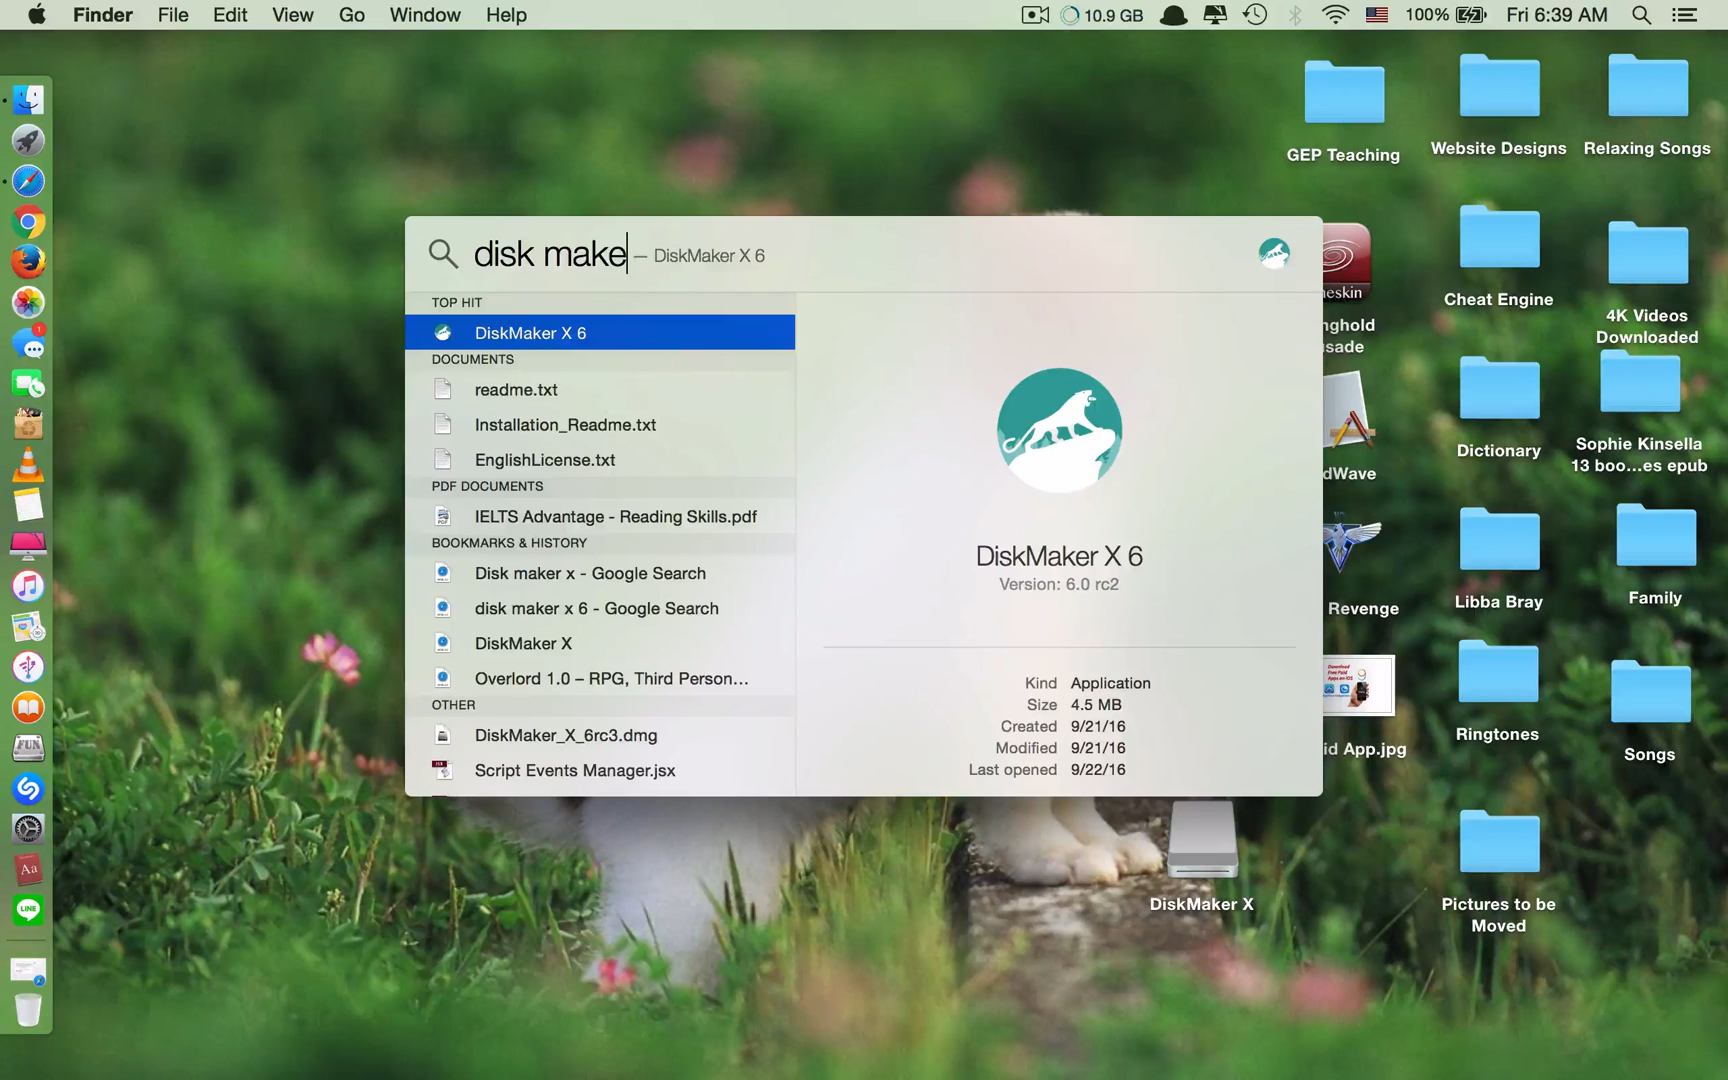 Finder File Edit View Go Window Help
10.9 GB 100% Fri 6:39 AM
disk make — DiskMaker X 6
TOP HIT
DiskMaker X 6
DOCUMENTS
readme.txt
Installation_Readme.txt
EnglishLicense.txt
PDF DOCUMENTS
IELTS Advantage - Reading Skills.pdf
BOOKMARKS & HISTORY
Disk maker x - Google Search
disk maker x 6 - Google Search
DiskMaker X
Overlord 1.0 – RPG, Third Person...
OTHER
DiskMaker_X_6rc3.dmg
Script Events Manager.jsx
DiskMaker X 6
Version: 6.0 rc2
Kind Application
Size 4.5 MB
Created 9/21/16
Modified 9/21/16
Last opened 9/22/16
GEP Teaching
Website Designs
Relaxing Songs
eskin
nghold
usade
Cheat Engine
4K Videos
Downloaded
dWave
Dictionary
Sophie Kinsella
13 boo...es epub
Revenge
Libba Bray
Family
id App.jpg
Ringtones
Songs
DiskMaker X
Pictures to be
Moved
1
FUN
Aa
LINE